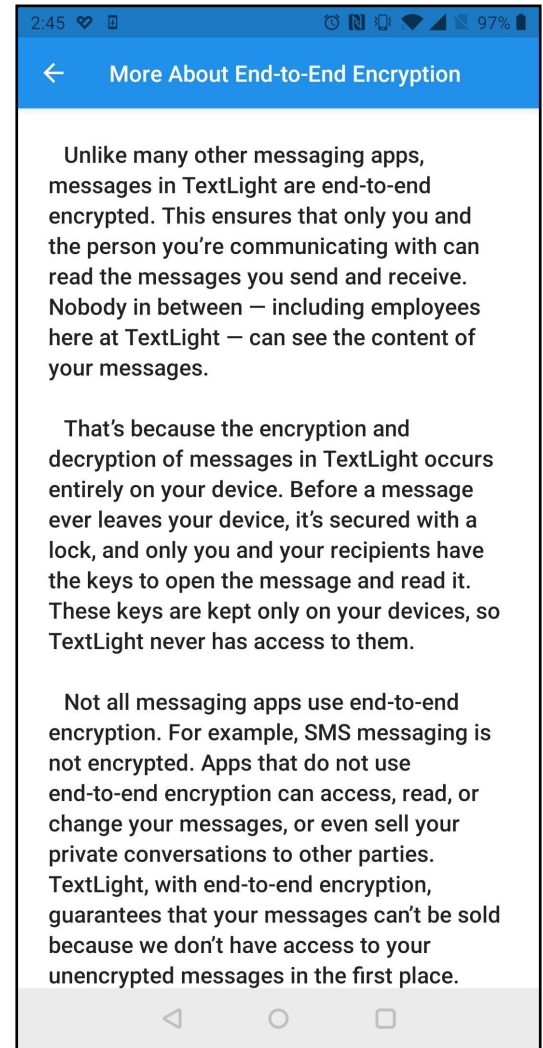 2:45 97%
More About End-to-End Encryption
Unlike many other messaging apps,
messages in TextLight are end-to-end
encrypted. This ensures that only you and
the person you’re communicating with can
read the messages you send and receive.
Nobody in between — including employees
here at TextLight — can see the content of
your messages.
That’s because the encryption and
decryption of messages in TextLight occurs
entirely on your device. Before a message
ever leaves your device, it’s secured with a
lock, and only you and your recipients have
the keys to open the message and read it.
These keys are kept only on your devices, so
TextLight never has access to them.
Not all messaging apps use end-to-end
encryption. For example, SMS messaging is
not encrypted. Apps that do not use
end-to-end encryption can access, read, or
change your messages, or even sell your
private conversations to other parties.
TextLight, with end-to-end encryption,
guarantees that your messages can’t be sold
because we don’t have access to your
unencrypted messages in the first place.